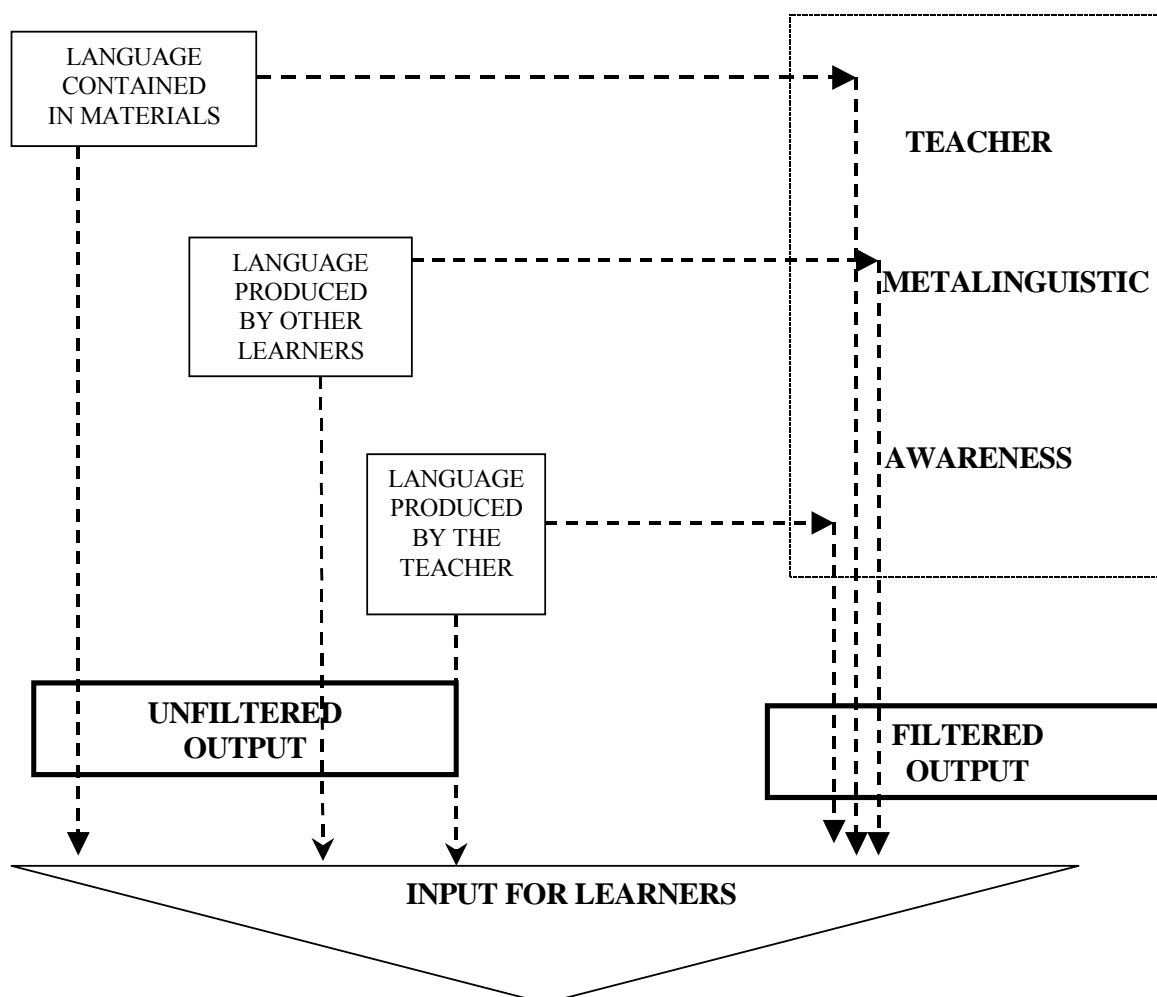 LANGUAGE
CONTAINED
IN MATERIALS
TEACHER
LANGUAGE
PRODUCED
BY OTHER
LEARNERS
METALINGUISTIC
LANGUAGE
PRODUCED
BY THE
TEACHER
AWARENESS
UNFILTERED
OUTPUT
FILTERED
OUTPUT
INPUT FOR LEARNERS